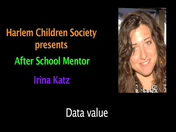 Harlem Children Society
presents
After School Mentor
Irina Katz
Data value